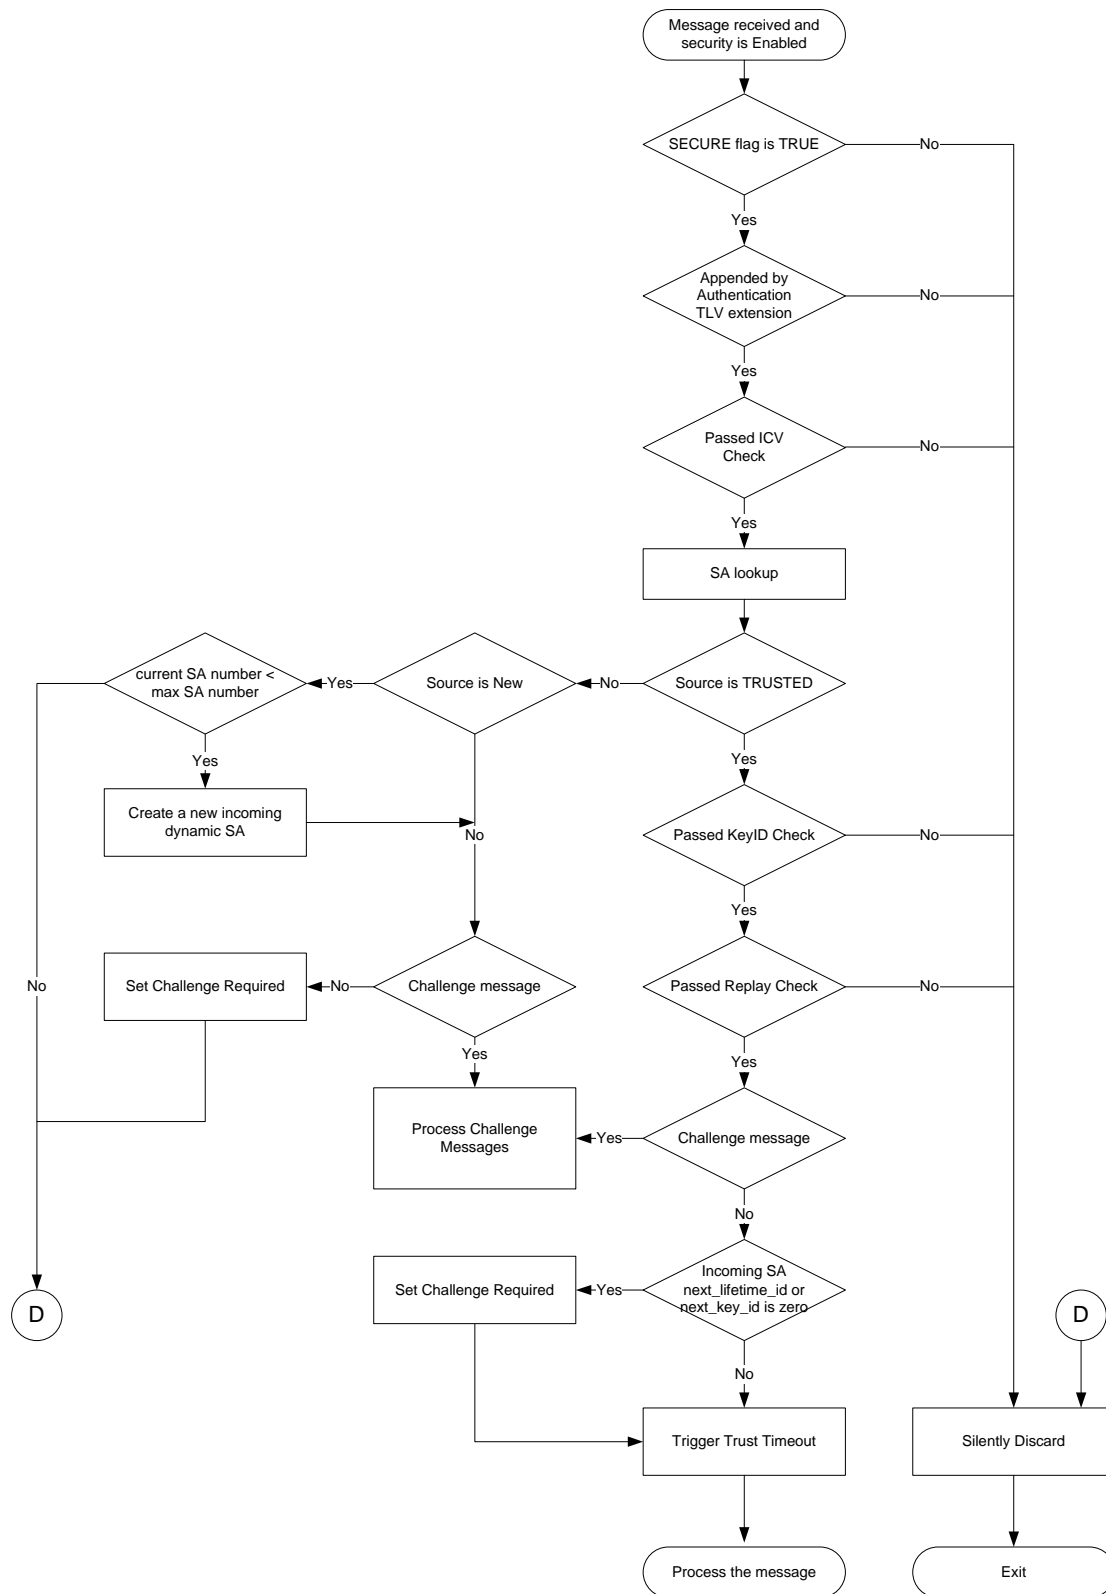 Message received and
security is Enabled
SECURE flag is TRUE
No
Yes
Appended by
Authentication
TLV extension
No
Yes
Passed ICV
Check
No
Yes
SA lookup
current SA number <
max SA number
Yes
Source is New
No
Source is TRUSTED
Yes
Yes
Create a new incoming
dynamic SA
No
Passed KeyID Check
No
Yes
No
Set Challenge Required
No
Challenge message
Passed Replay Check
No
Yes
Yes
Process Challenge
Messages
Yes
Challenge message
No
Set Challenge Required
Yes
Incoming SA
next_lifetime_id or
next_key_id is zero
D
D
No
Trigger Trust Timeout
Silently Discard
Process the message
Exit